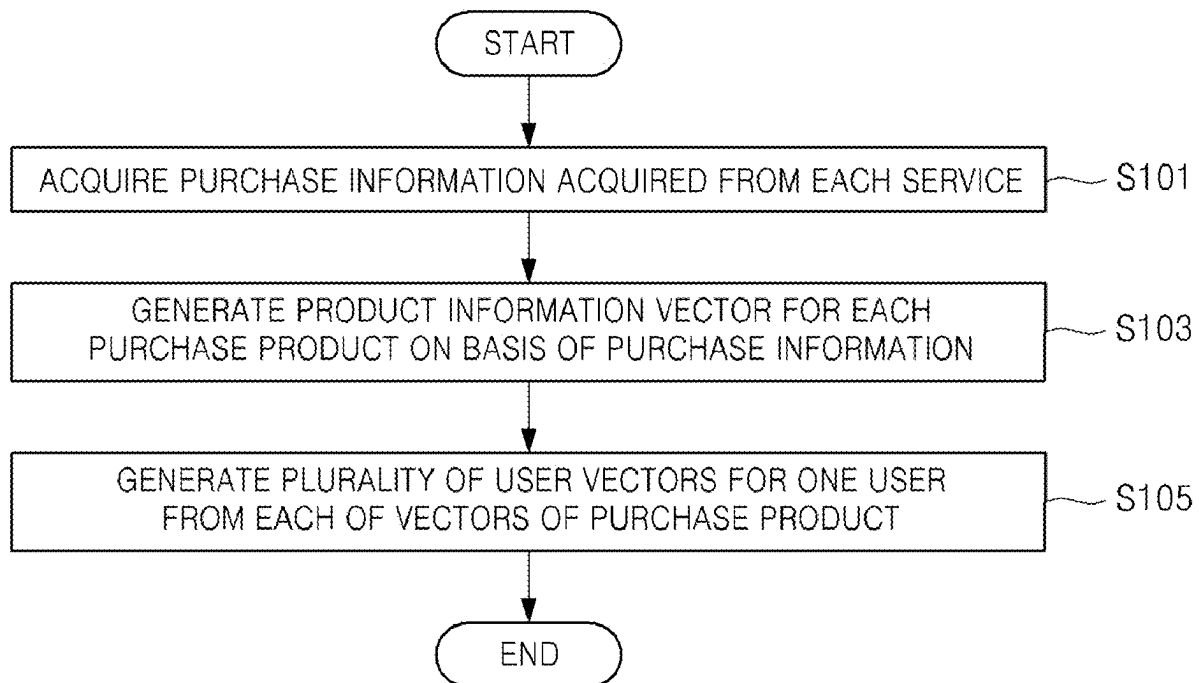 START
ACQUIRE PURCHASE INFORMATION ACQUIRED FROM EACH SERVICE
S101
GENERATE PRODUCT INFORMATION VECTOR FOR EACH
PURCHASE PRODUCT ON BASIS OF PURCHASE INFORMATION
S103
GENERATE PLURALITY OF USER VECTORS FOR ONE USER
FROM EACH OF VECTORS OF PURCHASE PRODUCT
S105
END